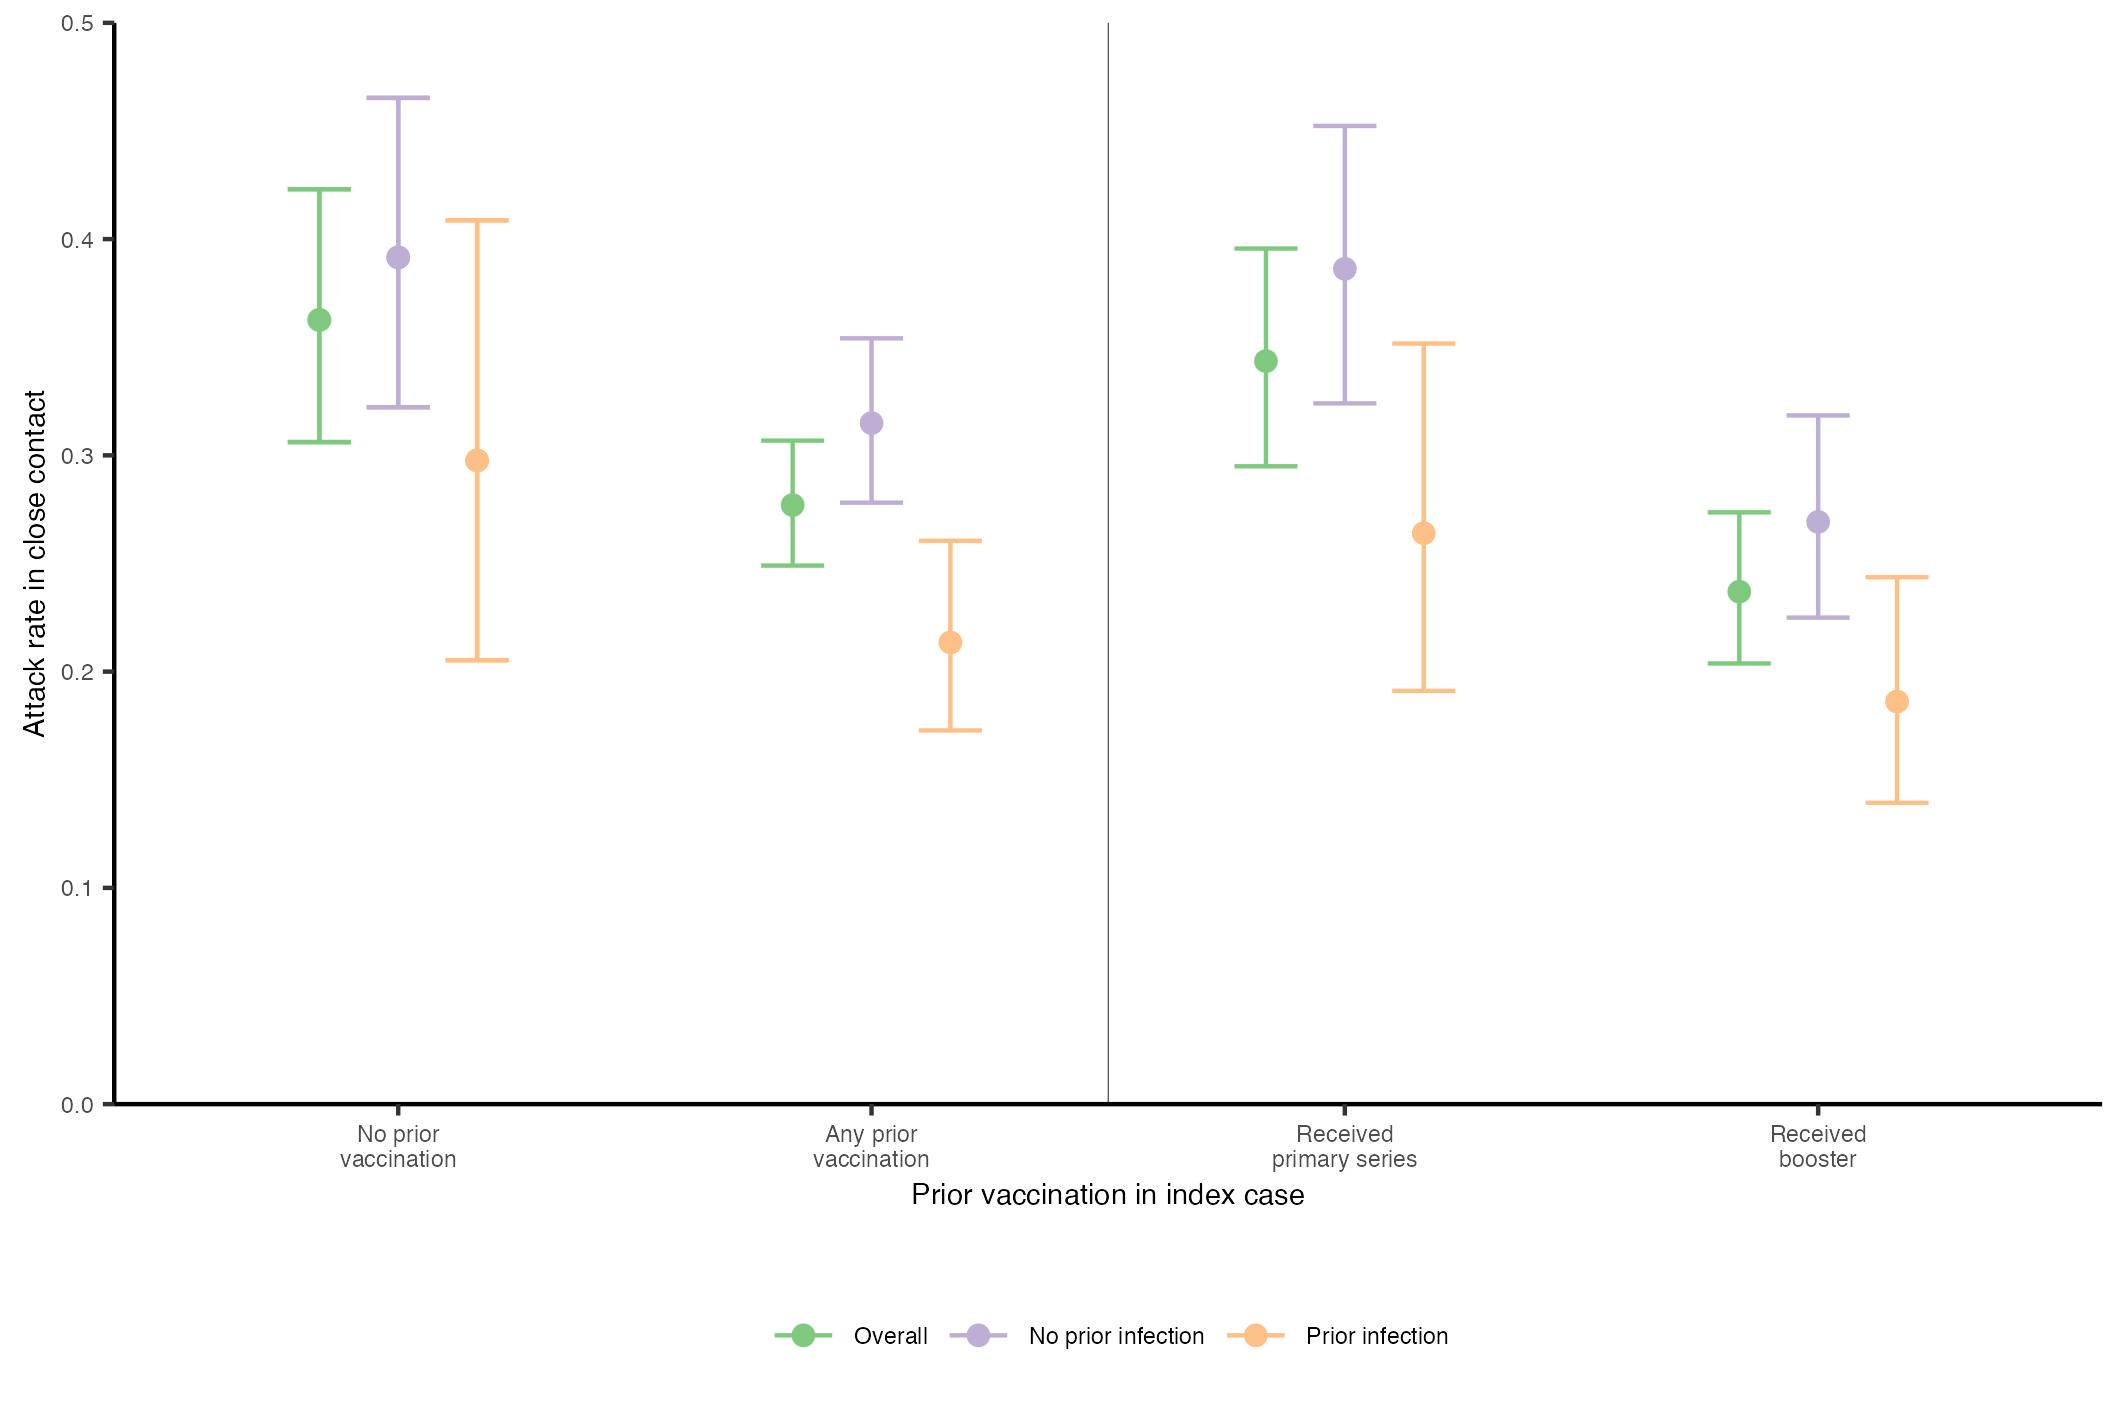 0.5
0.4
0.3
0.2
0.1
0.0
Attack rate in close contact
No prior
vaccination
Any prior
vaccination
Received
primary series
Received
booster
Prior vaccination in index case
Overall
No prior infection
Prior infection